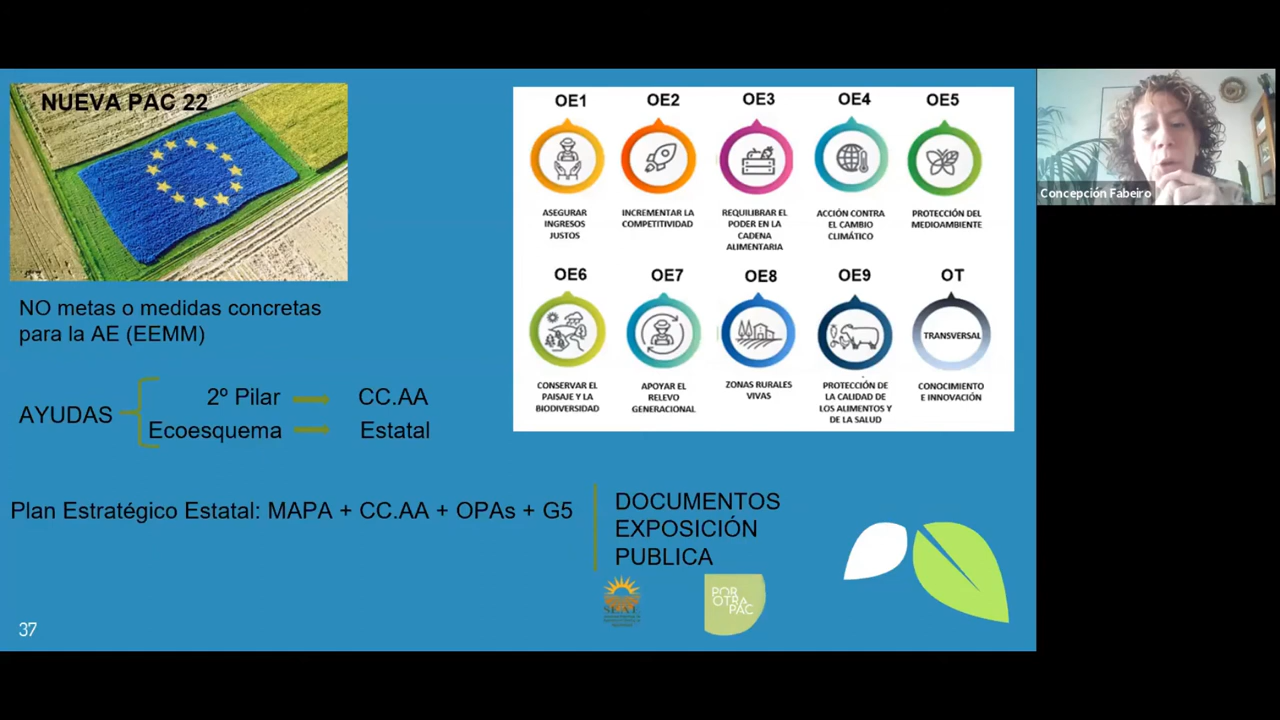 NUEVA PAC 22
NO metas o medidas concretas
para la AE (EEMM)
AYUDAS
2º Pilar
CC.AA
Ecoesquema
Estatal
Plan Estratégico Estatal: MAPA + CC.AA + OPAs + G5
DOCUMENTOS
EXPOSICIÓN
PUBLICA
OE1
ASEGURAR
INGRESOS
JUSTOS
OE2
INCREMENTAR LA
COMPETITIVIDAD
OE3
REQUILIBRAR EL
PODER EN LA
CADENA
ALIMENTARIA
OE4
ACCIÓN CONTRA
EL CAMBIO
CLIMÁTICO
OE5
PROTECCIÓN DEL
MEDIOAMBIENTE
OE6
CONSERVAR EL
PAISAJE Y LA
BIODIVERSIDAD
OE7
APOYAR EL
RELEVO
GENERACIONAL
OE8
ZONAS RURALES
VIVAS
OE9
PROTECCIÓN DE
LA CALIDAD DE
LOS ALIMENTOS Y
DE LA SALUD
OT
TRANSVERSAL
CONOCIMIENTO
E INNOVACIÓN
SEAE
POR
OTRA
PAC
37
Concepción Fabeiro